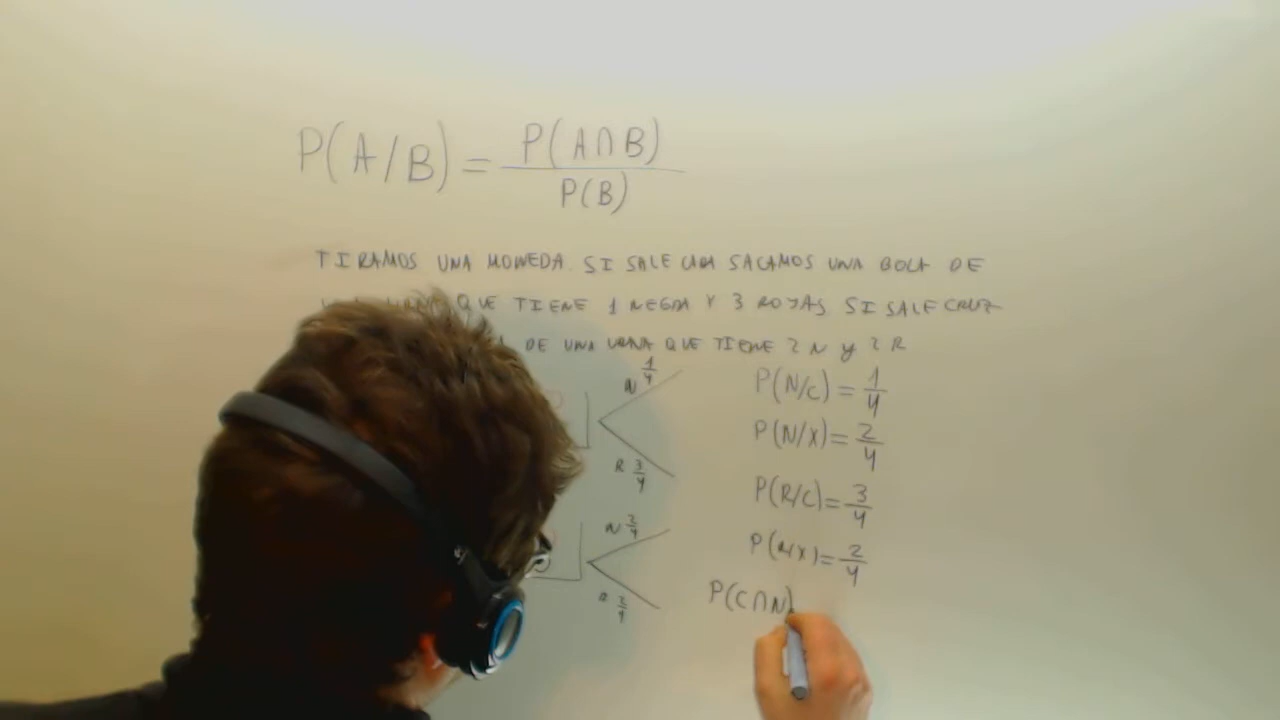 P(A/B) = P(A∩B) / P(B)
TIRAMOS UNA MONEDA. SI SALE CARA SACAMOS UNA BOLA DE
QUE TIENE 1 NEGRA Y 3 ROJAS SI SALE CRUZ
DE UNA URNA QUE TIENE 2 N y 2 R
N 1/4
R 3/4
N 2/4
R 2/4
P(N/C) = 1/4
P(N/X) = 2/4
P(R/C) = 3/4
P(R/X) = 2/4
P(C∩N)